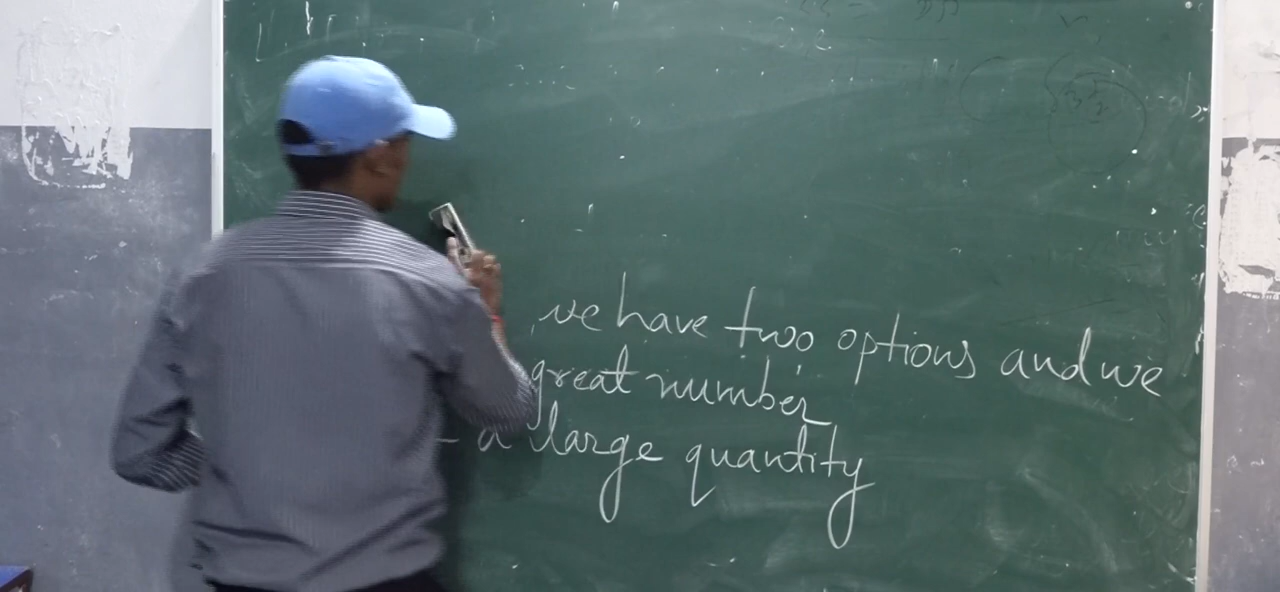 we have two options and we
great number
- a large quantity